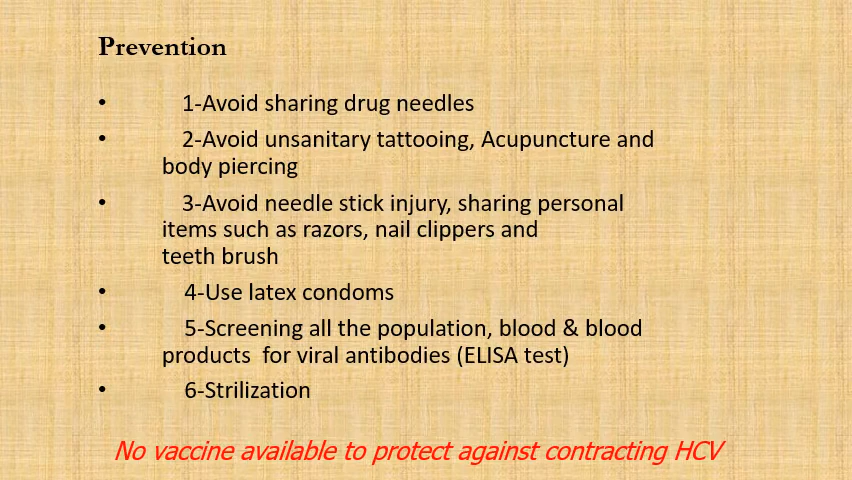 Prevention
• 1-Avoid sharing drug needles
• 2-Avoid unsanitary tattooing, Acupuncture and
body piercing
• 3-Avoid needle stick injury, sharing personal
items such as razors, nail clippers and
teeth brush
• 4-Use latex condoms
• 5-Screening all the population, blood & blood
products for viral antibodies (ELISA test)
• 6-Strilization
No vaccine available to protect against contracting HCV